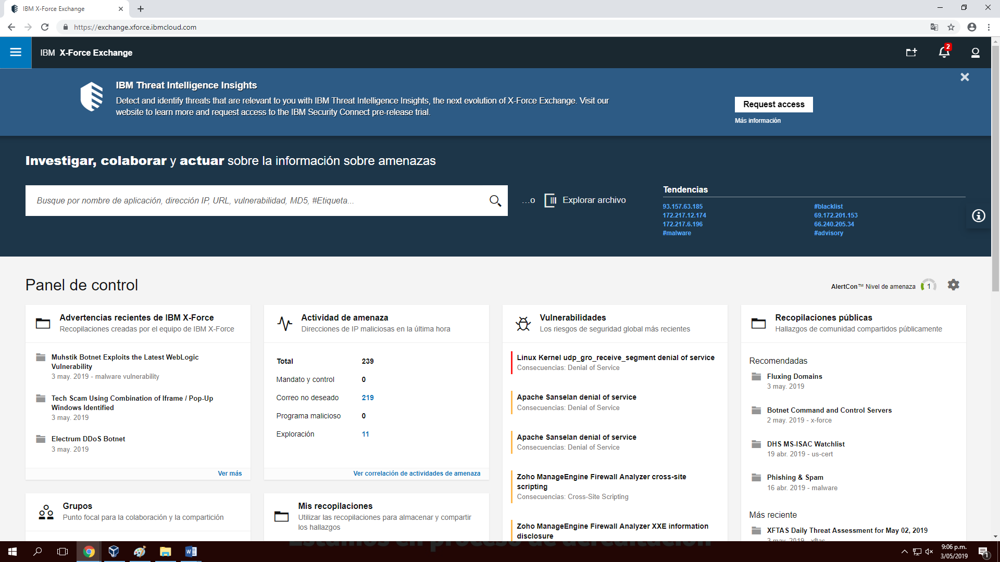 IBM X-Force Exchange
https://exchange.xforce.ibmcloud.com
IBM X-Force Exchange
2
IBM Threat Intelligence Insights
Detect and identify threats that are relevant to you with IBM Threat Intelligence Insights, the next evolution of X-Force Exchange. Visit our
website to learn more and request access to the IBM Security Connect pre-release trial.
Request access
Más información
Investigar, colaborar y actuar sobre la información sobre amenazas
Busque por nombre de aplicación, dirección IP, URL, vulnerabilidad, MD5, #Etiqueta...
...o
Explorar archivo
Tendencias
93.157.63.185
172.217.12.174
172.217.6.196
#malware
#blacklist
69.172.201.153
66.240.205.34
#advisory
Panel de control
AlertCon™ Nivel de amenaza 1
Advertencias recientes de IBM X-Force
Recopilaciones creadas por el equipo de IBM X-Force
Muhstik Botnet Exploits the Latest WebLogic
Vulnerability
3 may. 2019 - malware vulnerability
Tech Scam Using Combination of Iframe / Pop-Up
Windows Identified
3 may. 2019
Electrum DDoS Botnet
3 may. 2019
Ver más
Actividad de amenaza
Direcciones de IP maliciosas en la última hora
Total 239
Mandato y control 0
Correo no deseado 219
Programa malicioso 0
Exploración 11
Ver correlación de actividades de amenaza
Vulnerabilidades
Los riesgos de seguridad global más recientes
Linux Kernel udp_gro_receive_segment denial of service
Consecuencias: Denial of Service
Apache Sanselan denial of service
Consecuencias: Denial of Service
Apache Sanselan denial of service
Consecuencias: Denial of Service
Zoho ManageEngine Firewall Analyzer cross-site
scripting
Consecuencias: Cross-Site Scripting
Zoho ManageEngine Firewall Analyzer XXE information
disclosure
Recopilaciones públicas
Hallazgos de comunidad compartidos públicamente
Recomendadas
Fluxing Domains
3 may. 2019
Botnet Command and Control Servers
2 may. 2019 - x-force
DHS MS-ISAC Watchlist
19 abr. 2019 - us-cert
Phishing & Spam
16 abr. 2019 - malware
Más reciente
XFTAS Daily Threat Assessment for May 02, 2019
3 may. 2019 - xftas
Grupos
Punto focal para la colaboración y la compartición
Mis recopilaciones
Utilizar las recopilaciones para almacenar y compartir
los hallazgos
Estamos en proceso de acreditación
9:06 p.m.
3/05/2019
1